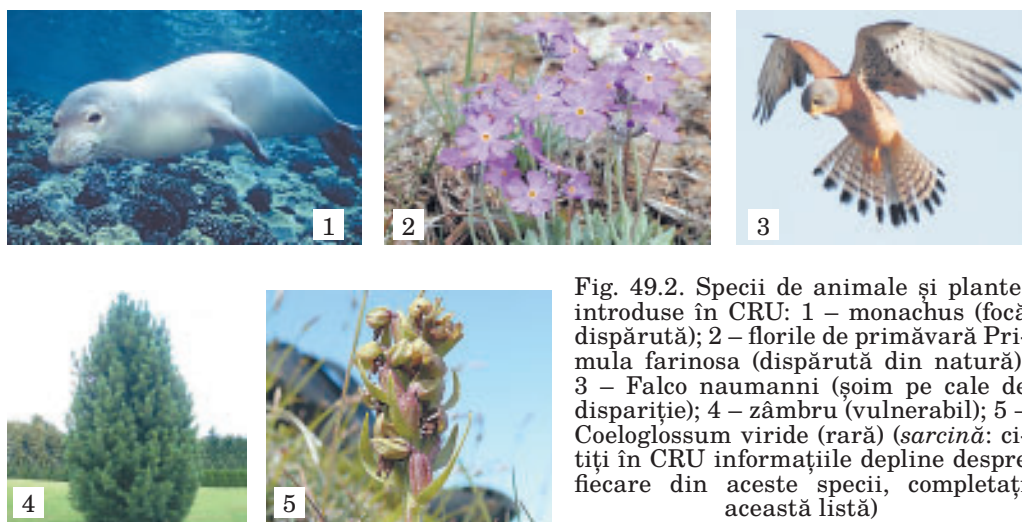 1
2
3
4
5
Fig. 49.2. Specii de animale și plante,
introduse în CRU: 1 – monachus (focă
dispărută); 2 – florile de primăvară Pri-
mula farinosa (dispărută din natură)
3 – Falco naumanni (șoim pe cale de
dispariție); 4 – zâmbru (vulnerabil); 5 –
Coeloglossum viride (rară) (sarcină: ci-
tiți în CRU informațiile depline despre
fiecare din aceste specii, completați
această listă)